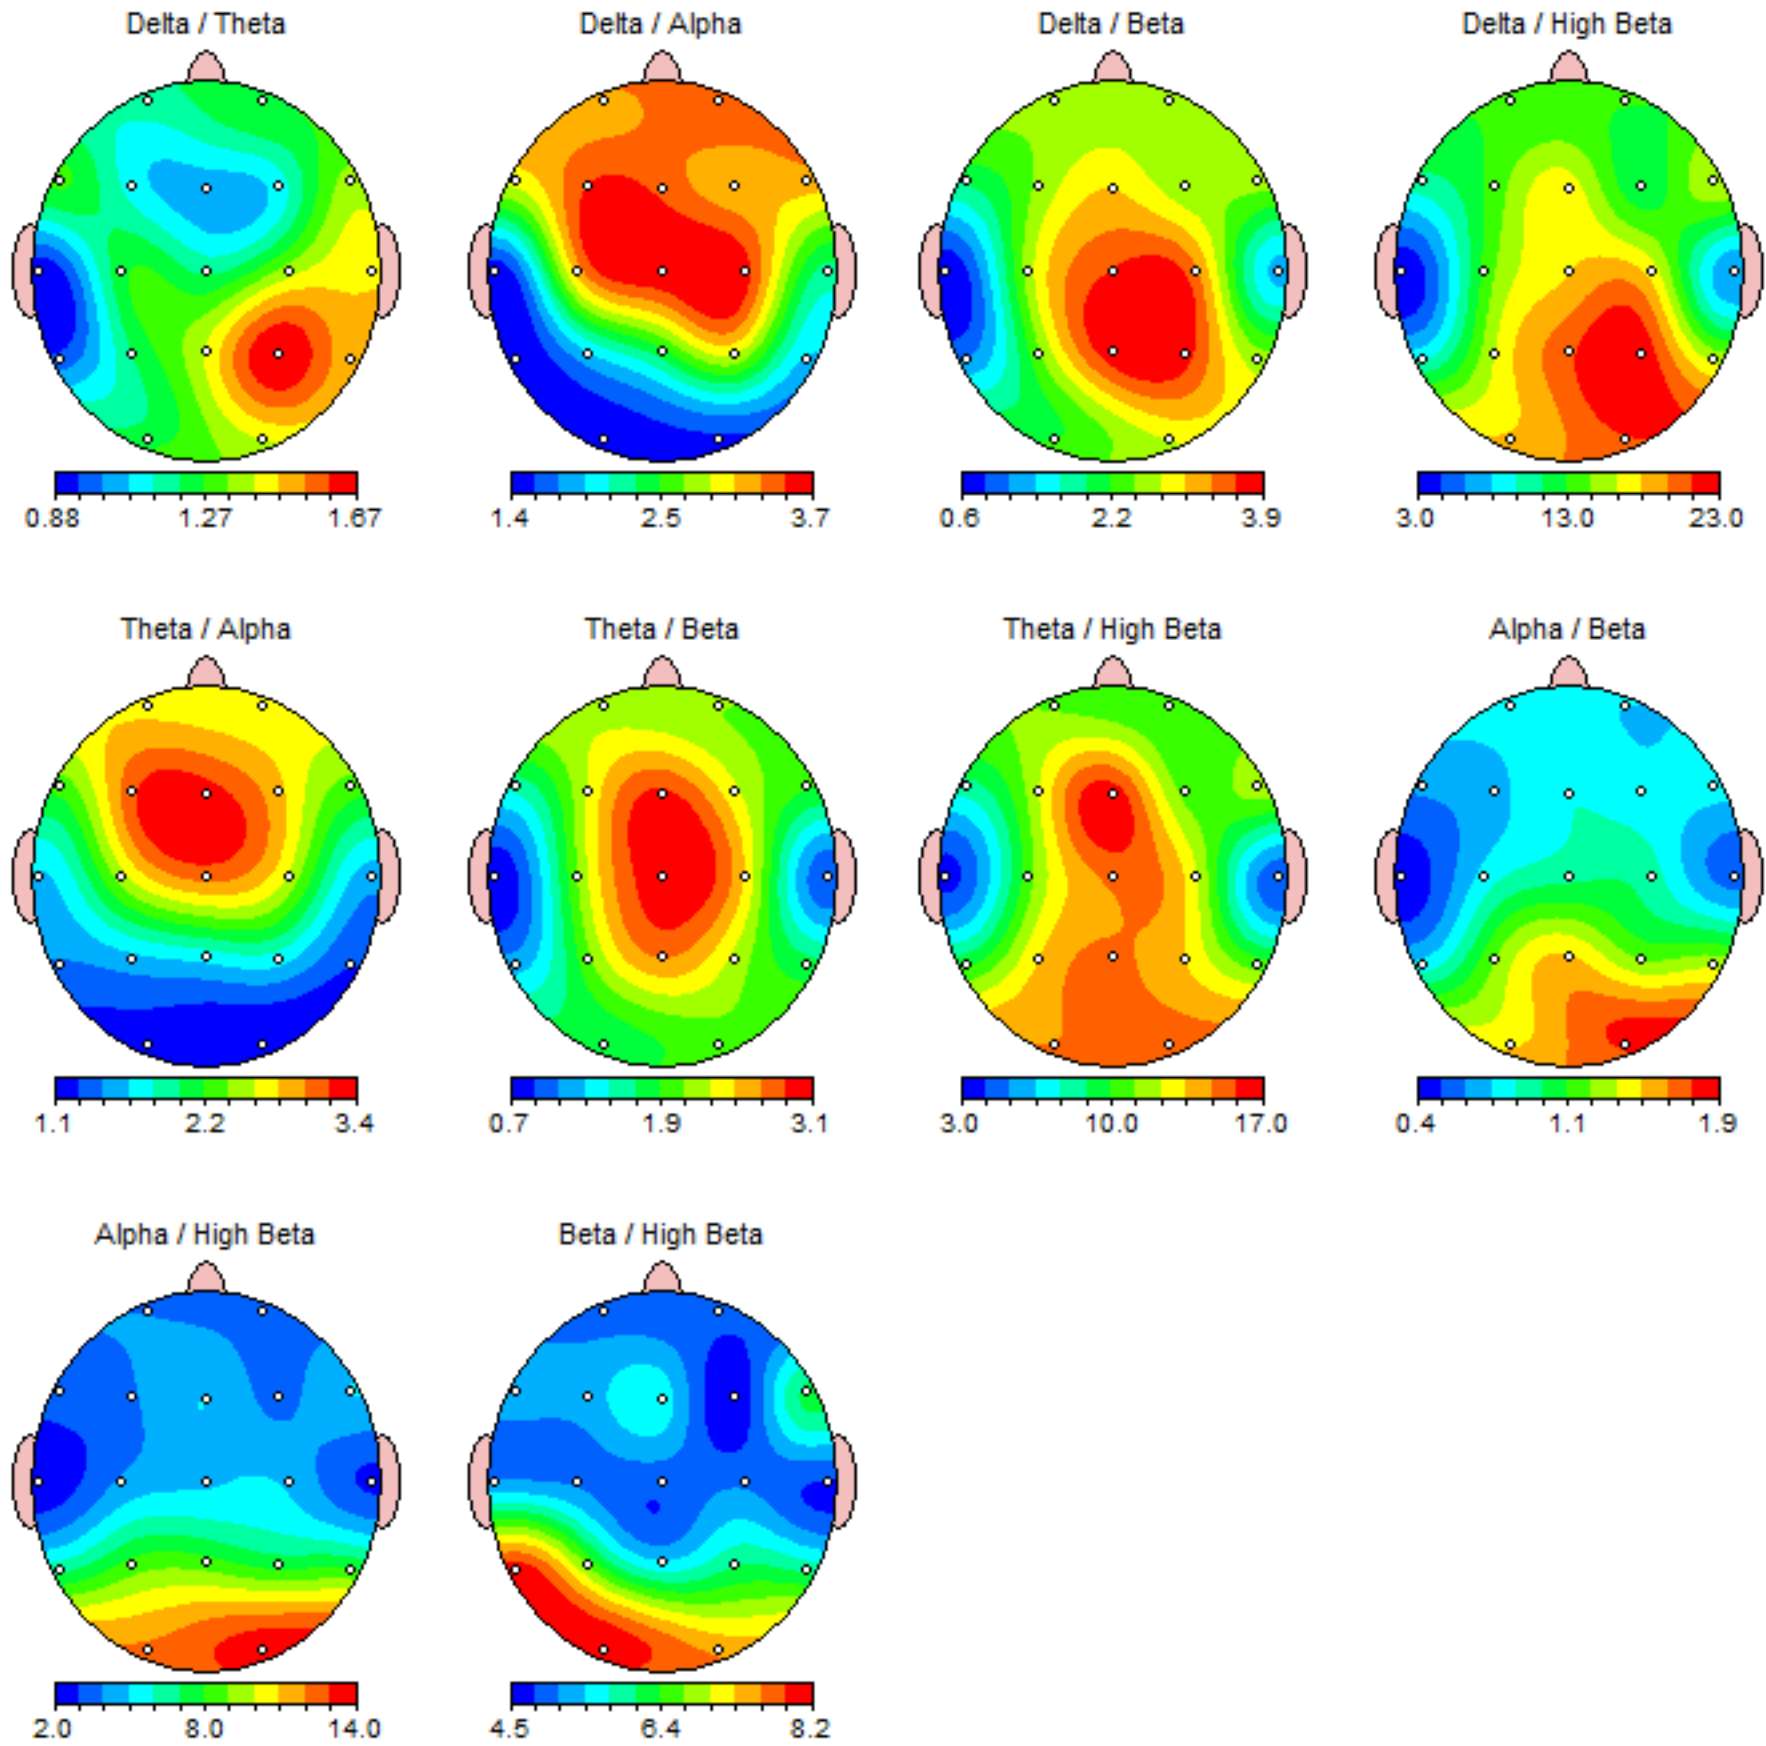 Delta / Theta
Delta / Alpha
Delta / Beta
Delta / High Beta
0.88 1.27 1.67
1.4 2.5 3.7
0.6 2.2 3.9
3.0 13.0 23.0
Theta / Alpha
Theta / Beta
Theta / High Beta
Alpha / Beta
1.1 2.2 3.4
0.7 1.9 3.1
3.0 10.0 17.0
0.4 1.1 1.9
Alpha / High Beta
Beta / High Beta
2.0 8.0 14.0
4.5 6.4 8.2